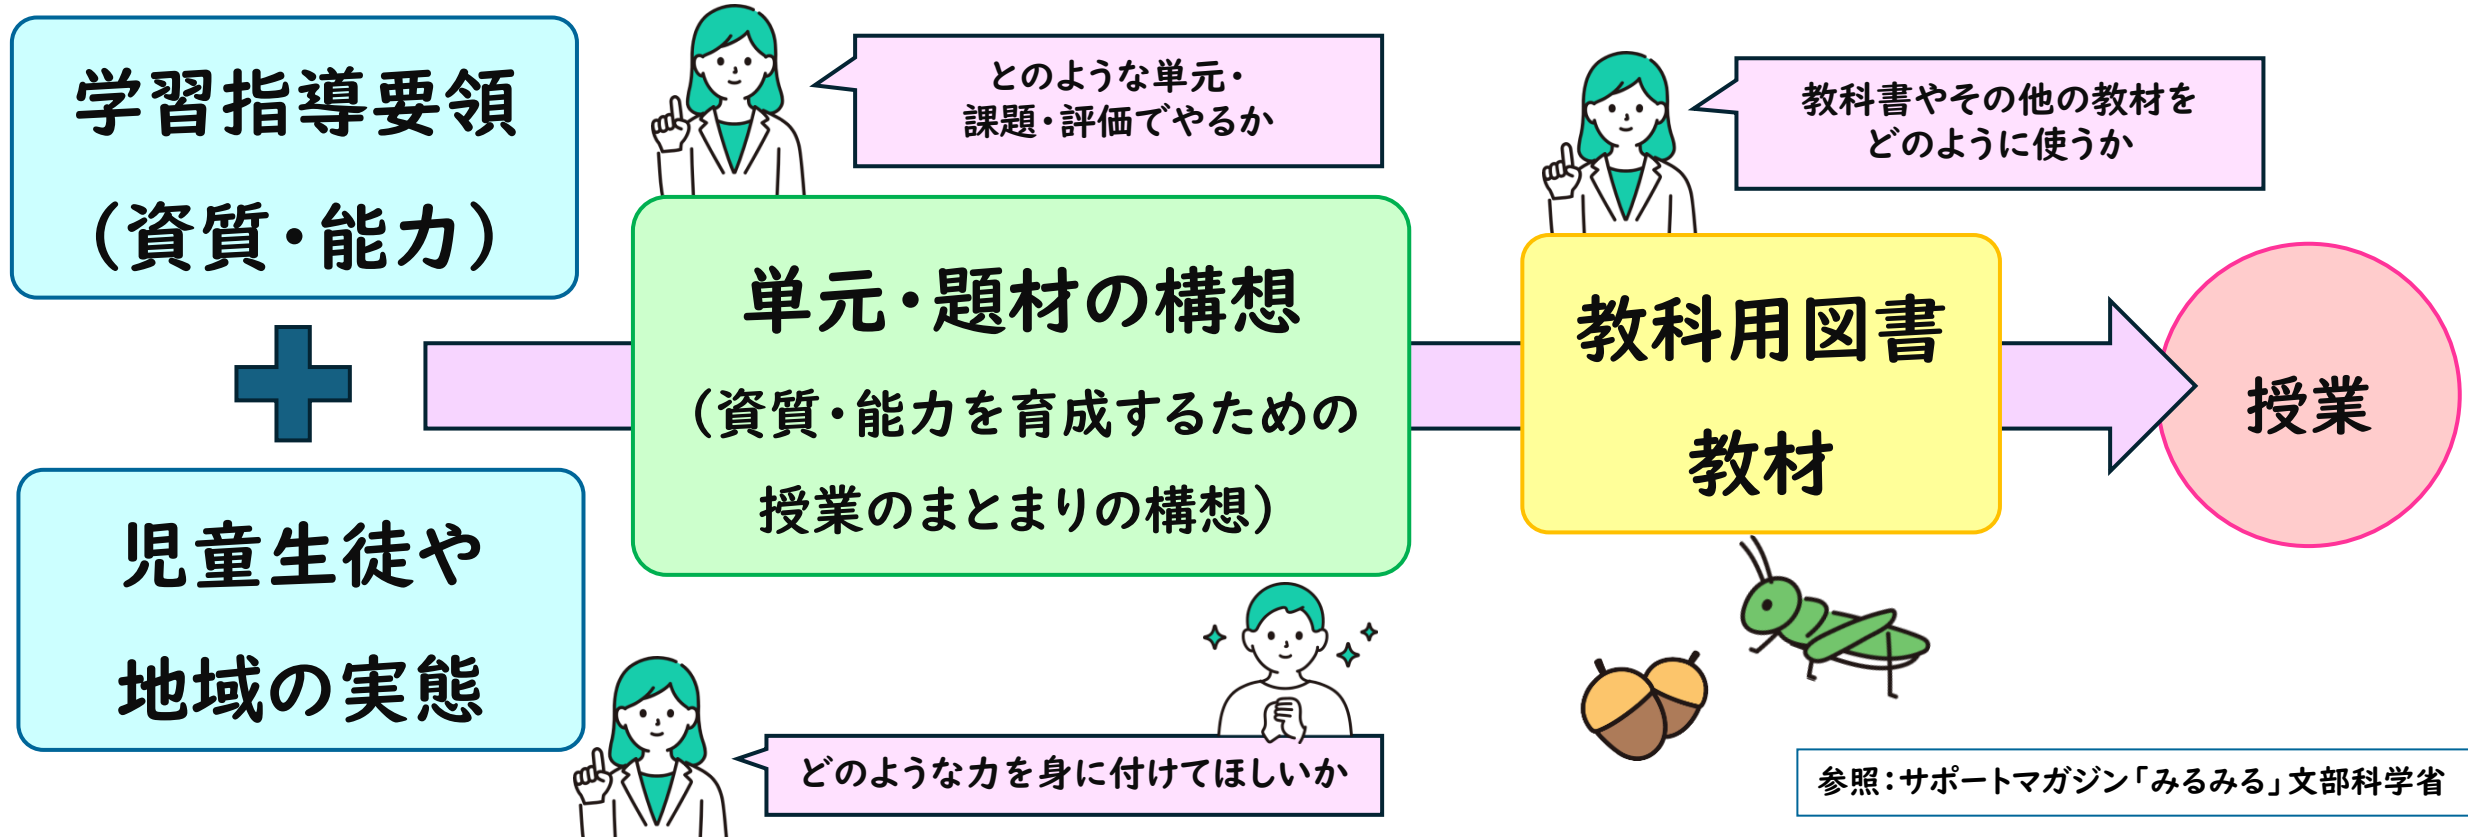 学習指導要領
（資質・能力）
児童生徒や
地域の実態
とのような単元・
課題・評価でやるか
単元・題材の構想
（資質・能力を育成するための
授業のまとまりの構想）
どのような力を身に付けてほしいか
教科書やその他の教材を
どのように使うか
教科用図書
教材
授業
参照：サポートマガジン「みるみる」文部科学省